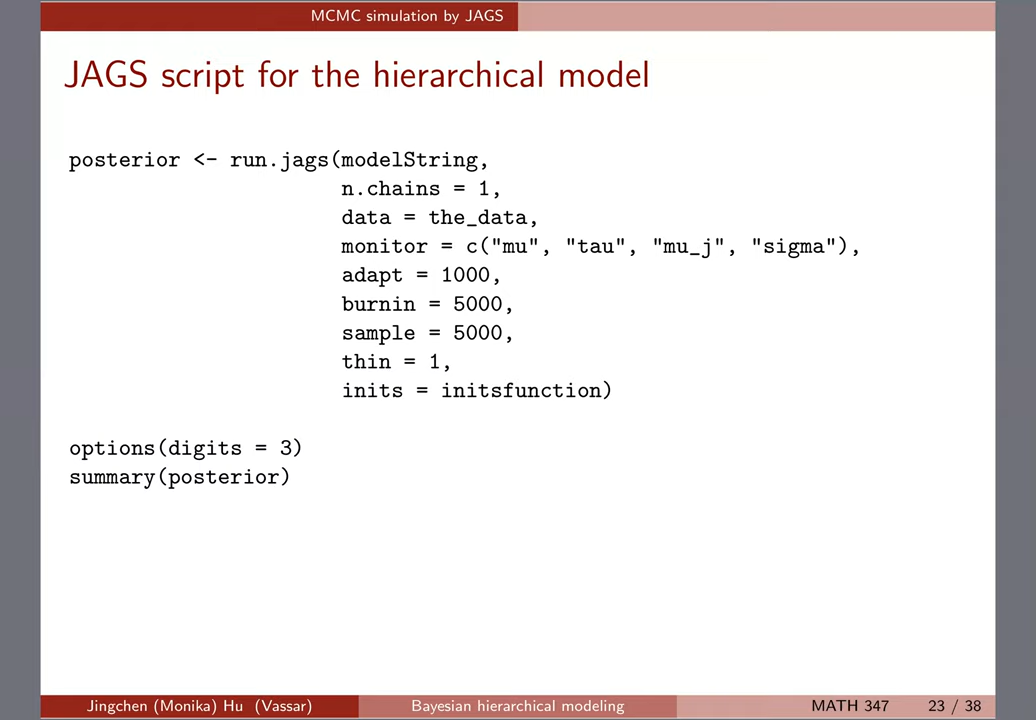 MCMC simulation by JAGS
JAGS script for the hierarchical model
posterior <- run.jags(modelString,
n.chains = 1,
data = the_data,
monitor = c("mu", "tau", "mu_j", "sigma"),
adapt = 1000,
burnin = 5000,
sample = 5000,
thin = 1,
inits = initsfunction)
options(digits = 3)
summary(posterior)
Jingchen (Monika) Hu (Vassar) Bayesian hierarchical modeling MATH 347 23 / 38